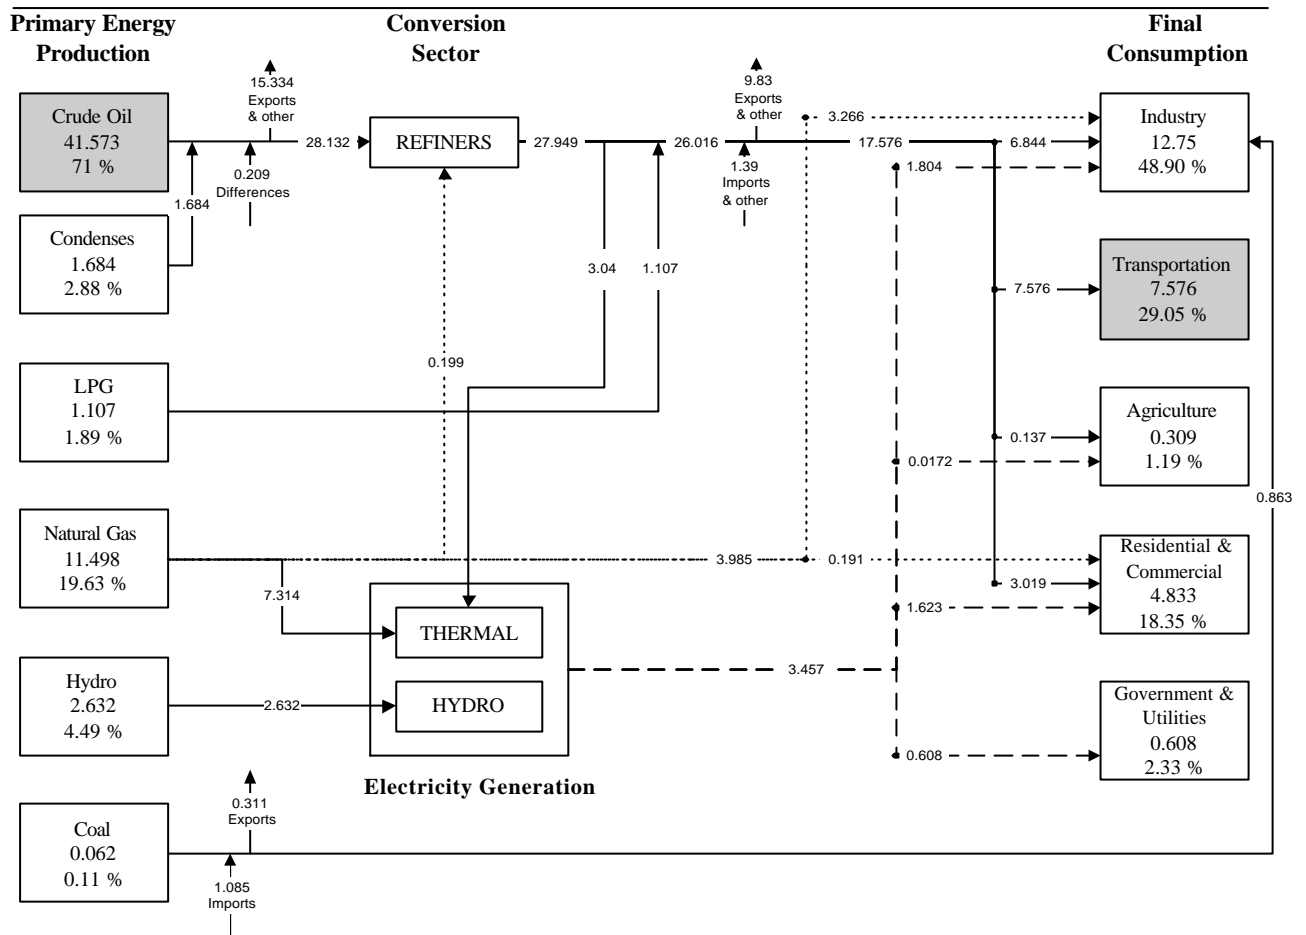 Primary Energy
Production
Conversion
Sector
Final
Consumption
Crude Oil
41.573
71 %
15.334
Exports
& other
28.132
0.209
Differences
1.684
REFINERS
27.949
26.016
9.83
Exports
& other
1.39
Imports
& other
3.266
17.576
6.844
1.804
Industry
12.75
48.90 %
Condenses
1.684
2.88 %
3.04
1.107
7.576
Transportation
7.576
29.05 %
LPG
1.107
1.89 %
0.199
0.137
0.0172
Agriculture
0.309
1.19 %
0.863
Natural Gas
11.498
19.63 %
7.314
3.985
0.191
3.019
1.623
Residential &
Commercial
4.833
18.35 %
THERMAL
HYDRO
Electricity Generation
3.457
Hydro
2.632
4.49 %
2.632
0.608
Government &
Utilities
0.608
2.33 %
Coal
0.062
0.11 %
0.311
Exports
1.085
Imports